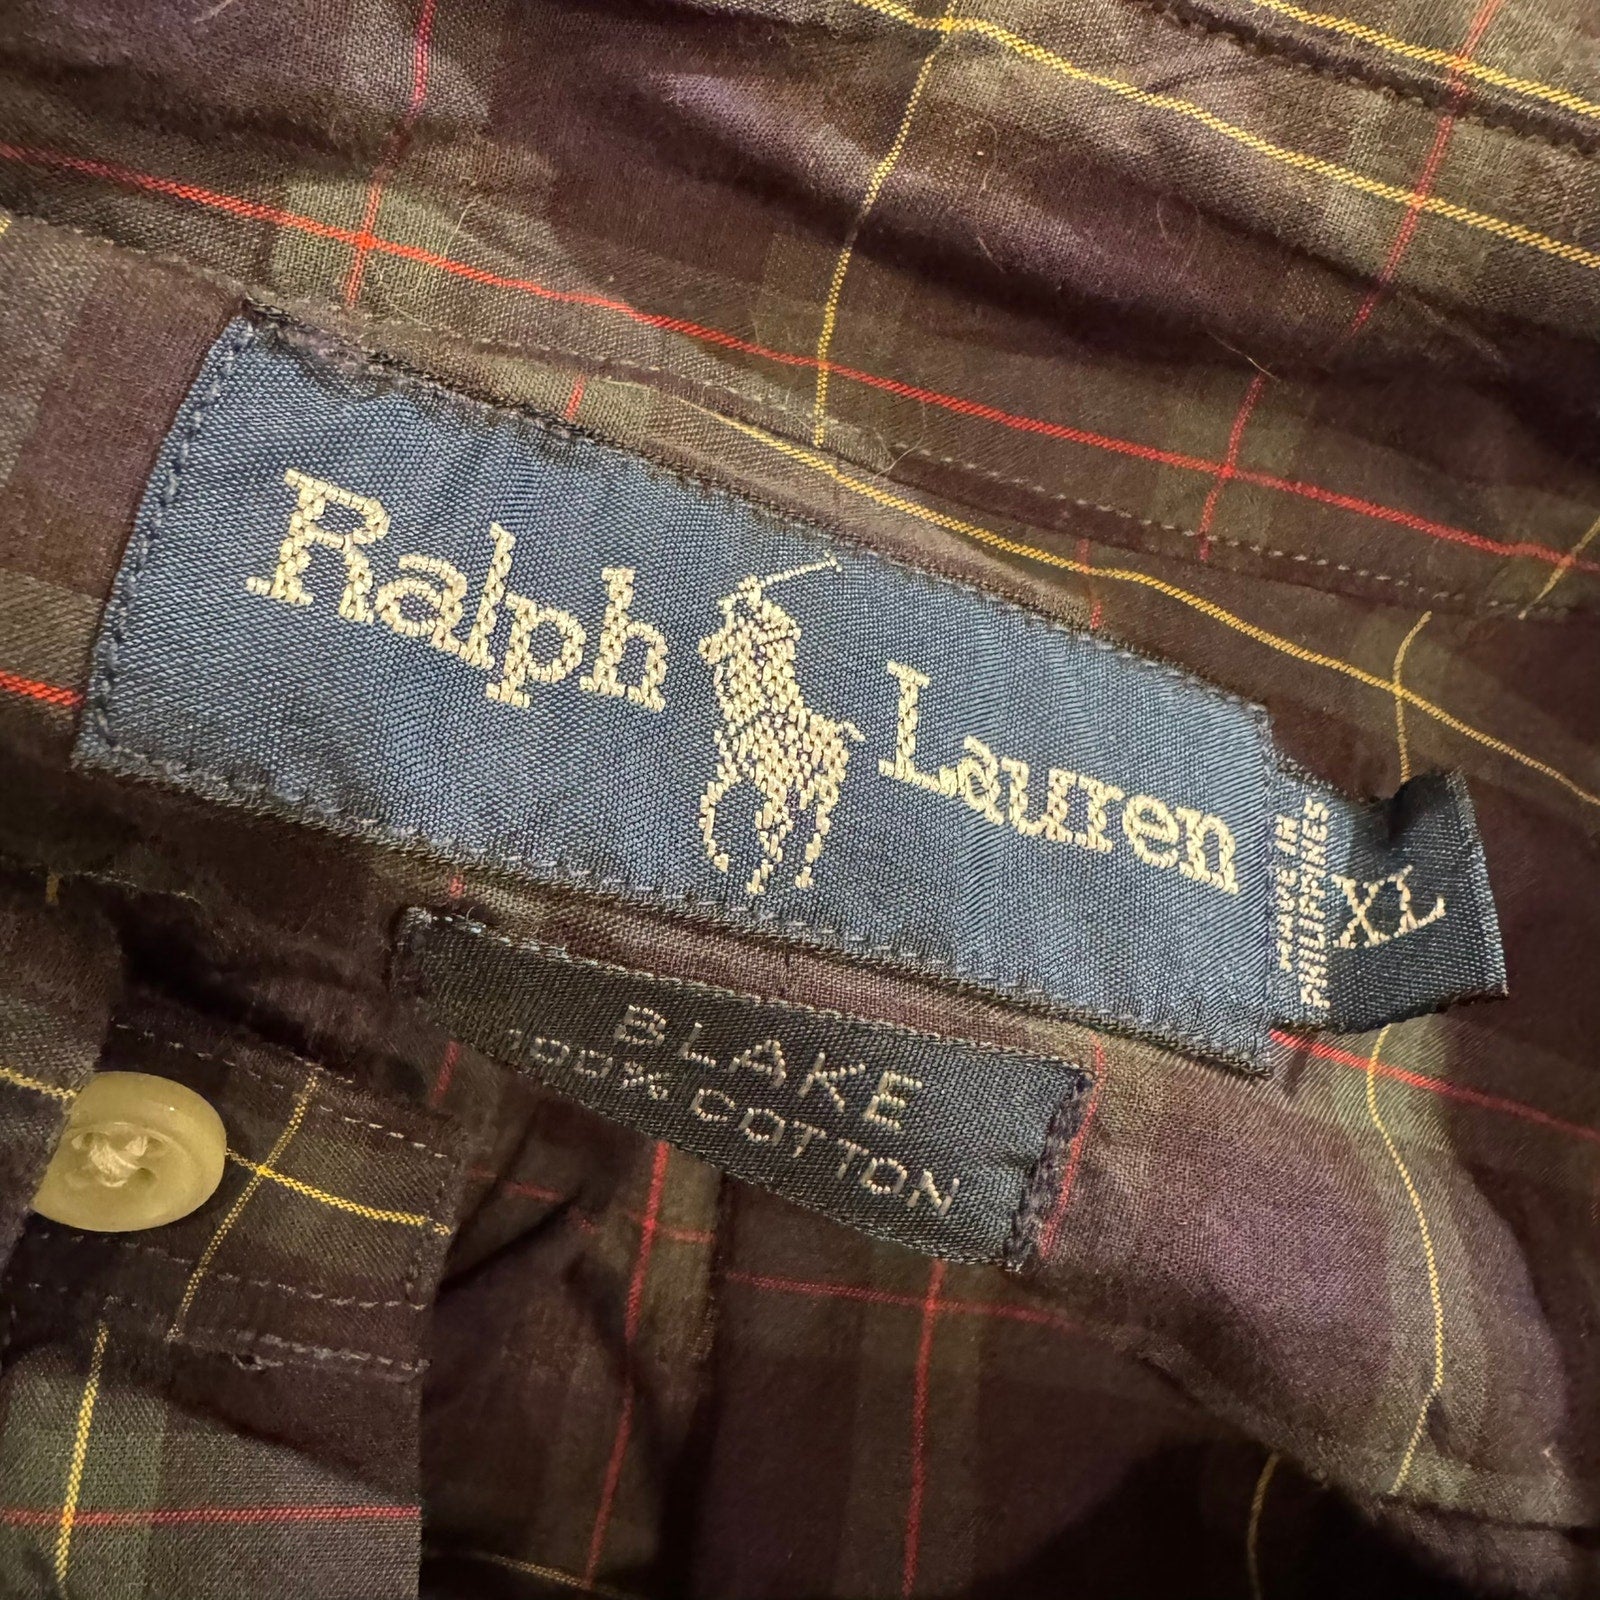 Ralph Lauren
MADE IN
PHILIPPINES
XL
BLAKE
100% COTTON